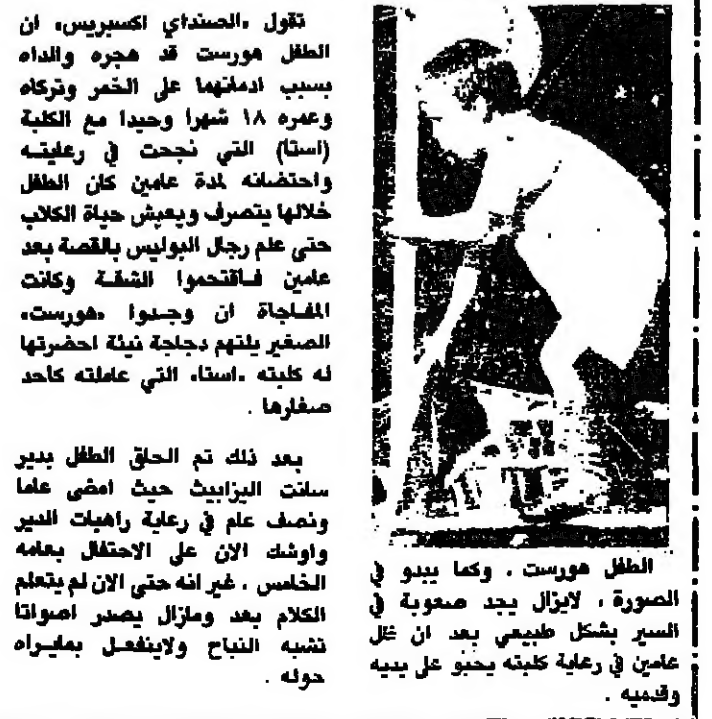 تقول «الصنداي اكسبريس» ان
الطفل هورست قد هجره والداه
بسبب ادمانهما على الخمر وتركاه
وعمره ١٨ شهرا وحيدا مع الكلبة
(استا) التي نجحت في رعايته
واحتضانه لمدة عامين كان الطفل
خلالها يتصرف ويعيش حياة الكلاب
حتى علم رجال البوليس بالقصة بعد
عامين فاقتحموا الشقة وكانت
المفاجاة ان وجدوا «هورست»
الصغير يلتهم دجاجة نيئة احضرتها
له كلبته «استا» التي عاملته كأحد
صغارها .
بعد ذلك تم الحاق الطفل بدير
سانت اليزابيث حيث امضى عاما
ونصف عام في رعاية راهبات الدير
واوشك الان على الاحتفال بعامه
الخامس . غير انه حتى الان لم يتعلم
الكلام بعد ومازال يصدر اصواتا
تشبه النباح ولاينفعل بمايراه
حوله .
الطفل هورست . وكما يبدو في
الصورة ، لايزال يجد صعوبة في
السير بشكل طبيعي بعد ان ظل
عامين في رعاية كلبته يحبو على يديه
وقدميه .